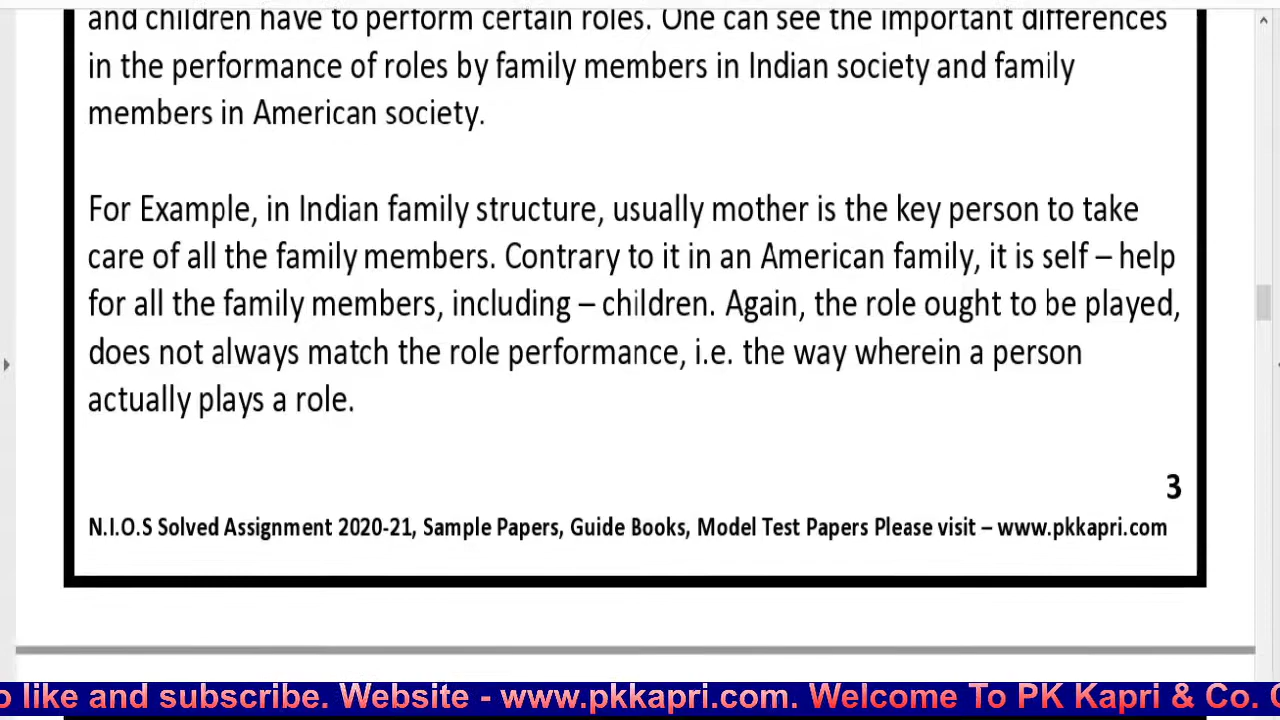 and children have to perform certain roles. One can see the important differences
in the performance of roles by family members in Indian society and family
members in American society.
For Example, in Indian family structure, usually mother is the key person to take
care of all the family members. Contrary to it in an American family, it is self – help
for all the family members, including – children. Again, the role ought to be played,
does not always match the role performance, i.e. the way wherein a person
actually plays a role.
3
N.I.O.S Solved Assignment 2020-21, Sample Papers, Guide Books, Model Test Papers Please visit – www.pkkapri.com
o like and subscribe. Website - www.pkkapri.com. Welcome To PK Kapri & Co.